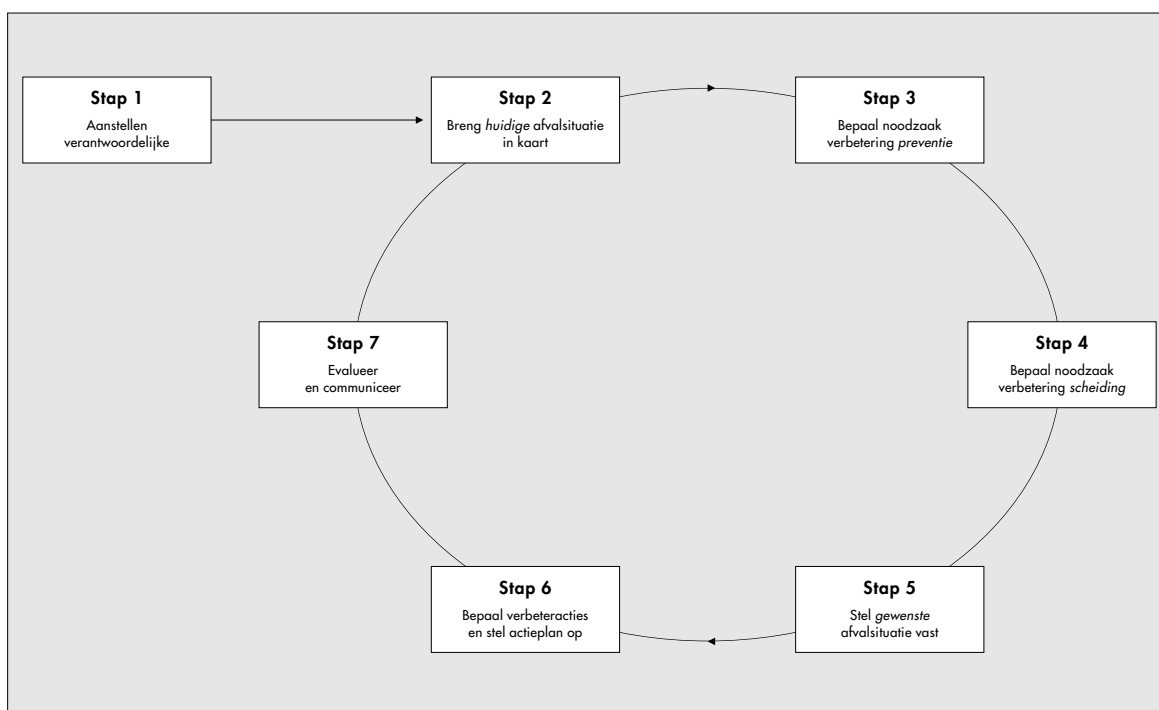 Stap 1
Aanstellen
verantwoordelijke
Stap 2
Breng huidige afvalsituatie
in kaart
Stap 3
Bepaal noodzaak
verbetering preventie
Stap 4
Bepaal noodzaak
verbetering scheiding
Stap 5
Stel gewenste
afvalsituatie vast
Stap 6
Bepaal verbeteracties
en stel actieplan op
Stap 7
Evalueer
en communiceer